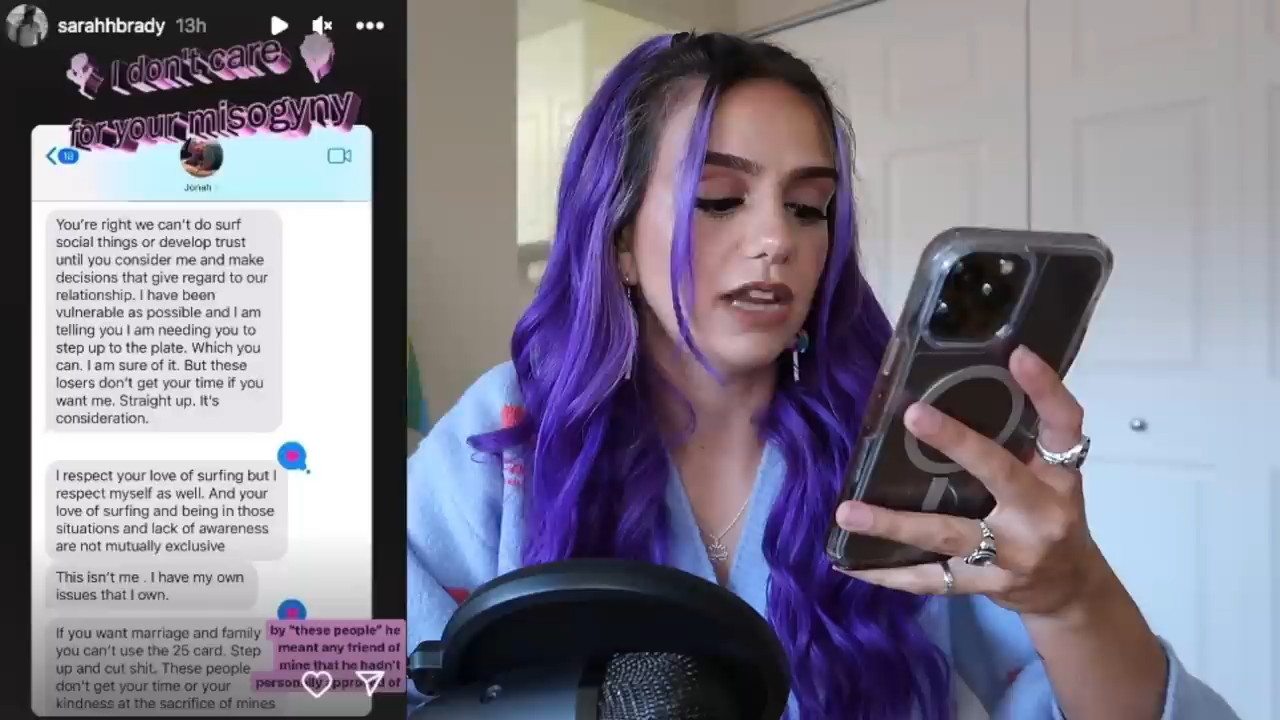 sarahhbrady 13h
I don't care
for your misogyny
18
Jonah
You're right we can't do surf
social things or develop trust
until you consider me and make
decisions that give regard to our
relationship. I have been
vulnerable as possible and I am
telling you I am needing you to
step up to the plate. Which you
can. I am sure of it. But these
losers don't get your time if you
want me. Straight up. It's
consideration.
I respect your love of surfing but I
respect myself as well. And your
love of surfing and being in those
situations and lack of awareness
are not mutually exclusive
This isn't me . I have my own
issues that I own.
If you want marriage and family
you can't use the 25 card. Step
up and cut shit. These people
don't get your time or your
kindness at the sacrifice of mines
by "these people" he
meant any friend of
mine that he hadn't
personally approved of